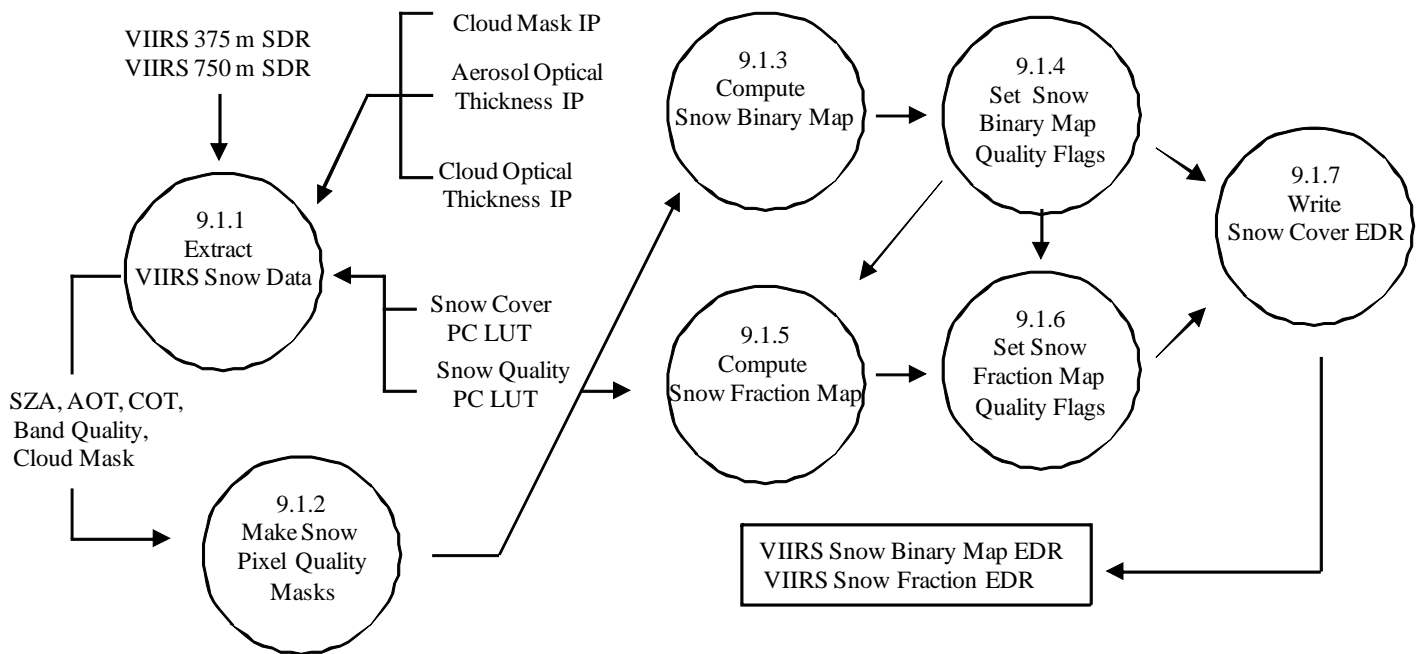 VIIRS 375 m SDR
VIIRS 750 m SDR
Cloud Mask IP
Aerosol Optical
Thickness IP
Cloud Optical
Thickness IP
9.1.1
Extract
VIIRS Snow Data
Snow Cover
PC LUT
Snow Quality
PC LUT
SZA, AOT, COT,
Band Quality,
Cloud Mask
9.1.2
Make Snow
Pixel Quality
Masks
9.1.3
Compute
Snow Binary Map
9.1.4
Set Snow
Binary Map
Quality Flags
9.1.5
Compute
Snow Fraction Map
9.1.6
Set Snow
Fraction Map
Quality Flags
9.1.7
Write
Snow Cover EDR
VIIRS Snow Binary Map EDR
VIIRS Snow Fraction EDR